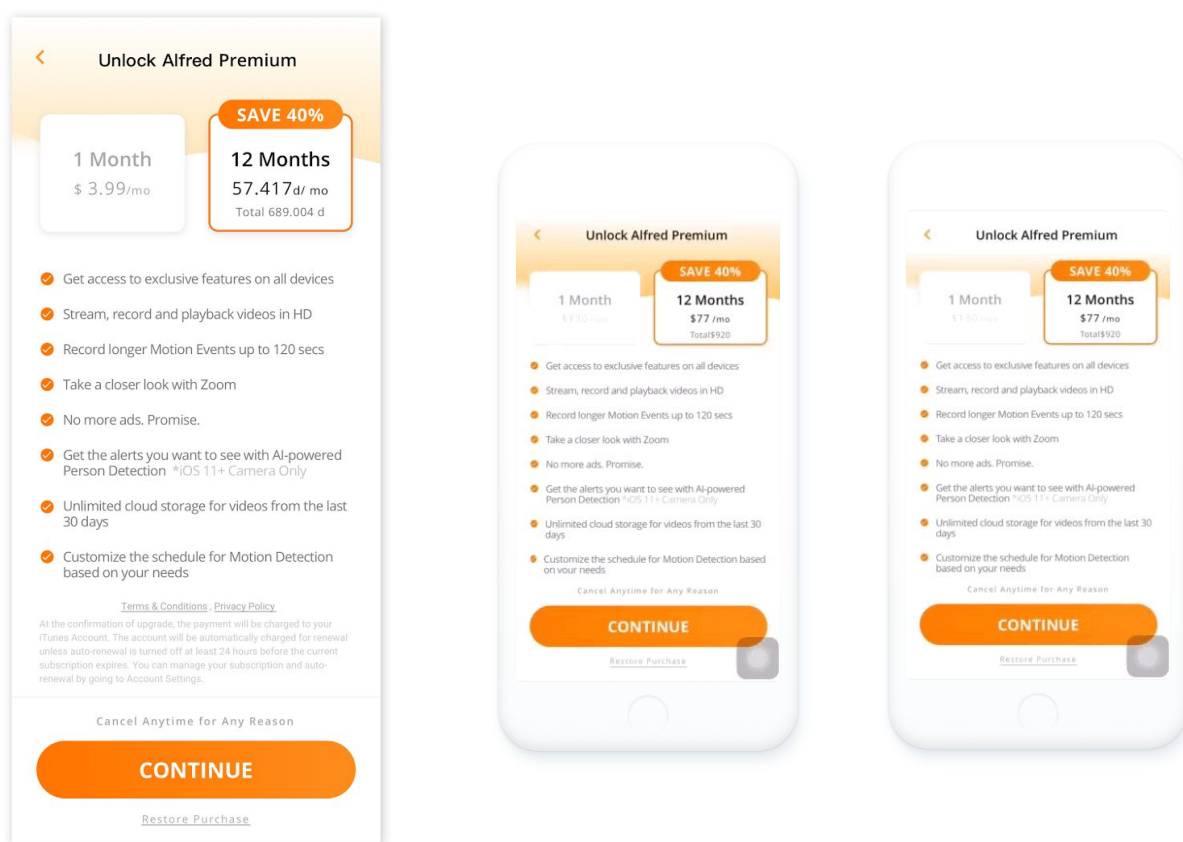 Unlock Alfred Premium
SAVE 40%
1 Month
$ 3.99/mo
12 Months
57.417d/ mo
Total 689.004 d
Get access to exclusive features on all devices
Stream, record and playback videos in HD
Record longer Motion Events up to 120 secs
Take a closer look with Zoom
No more ads. Promise.
Get the alerts you want to see with AI-powered
Person Detection *iOS 11+ Camera Only
Unlimited cloud storage for videos from the last
30 days
Customize the schedule for Motion Detection
based on your needs
Terms & Conditions , Privacy Policy
At the confirmation of upgrade, the payment will be charged to your
iTunes Account. The account will be automatically charged for renewal
unless auto-renewal is turned off at least 24 hours before the current
subscription expires. You can manage your subscription and auto-
renewal by going to Account Settings.
Cancel Anytime for Any Reason
CONTINUE
Restore Purchase
Unlock Alfred Premium
SAVE 40%
1 Month
12 Months
$77 /mo
Total$920
Get access to exclusive features on all devices
Stream, record and playback videos in HD
Record longer Motion Events up to 120 secs
Take a closer look with Zoom
No more ads. Promise.
Get the alerts you want to see with AI-powered
Person Detection *iOS 11+ Camera Only
Unlimited cloud storage for videos from the last 30
days
Customize the schedule for Motion Detection based
on your needs
Cancel Anytime for Any Reason
CONTINUE
Restore Purchase
Unlock Alfred Premium
SAVE 40%
1 Month
12 Months
$77 /mo
Total$920
Get access to exclusive features on all devices
Stream, record and playback videos in HD
Record longer Motion Events up to 120 secs
Take a closer look with Zoom
No more ads. Promise.
Get the alerts you want to see with AI-powered
Person Detection *iOS 11+ Camera Only
Unlimited cloud storage for videos from the last 30
days
Customize the schedule for Motion Detection
based on your needs
Cancel Anytime for Any Reason
CONTINUE
Restore Purchase